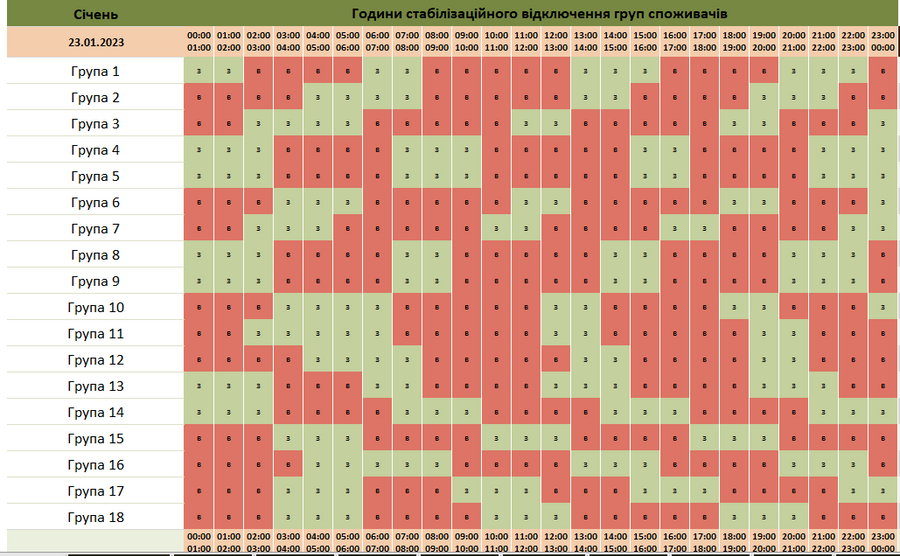 Січень Години стабілізаційного відключення груп споживачів
23.01.2023 00:00 01:00 02:00 03:00 04:00 05:00 06:00 07:00 08:00 09:00 10:00 11:00 12:00 13:00 14:00 15:00 16:00 17:00 18:00 19:00 20:00 21:00 22:00 23:00
01:00 02:00 03:00 04:00 05:00 06:00 07:00 08:00 09:00 10:00 11:00 12:00 13:00 14:00 15:00 16:00 17:00 18:00 19:00 20:00 21:00 22:00 23:00 00:00
Група 1 з з в в в в з з в в в в в з з з в в в в з з з в
Група 2 в в в в з з з з в в в в в з з в в в в з з з в в
Група 3 в в з з з з в в в в в з з в в в в в з з в в в з
Група 4 з з з в в в в з з з в в в в в з з в в в в з з з
Група 5 з з з в в в в з з з в в в в в з з в в в в з з з
Група 6 в в в з з з в в в в в з з в в в в в з з в в в з
Група 7 в в з з з в в в в в з з в в в в з з в в в в з з
Група 8 з з з в в в в з з в в в в в з з в в в в з з з в
Група 9 з з з в в в в з з в в в в в з з в в в в з з з в
Група 10 в в в з з з з в в в в в з з в в в в з з в в в з
Група 11 в в з з з з з в в в в в з з в в в в в з з в в в
Група 12 в в в в з з з з в в в в в з з в в в в з з в в в
Група 13 з з з в в в з з в в в в з з з в в в в з з з в в
Група 14 з з з в в в в з з з в в в в з з з в в в в з з з
Група 15 в в в з з з в в в в з з з в в в в з з з в в в в
Група 16 в в в в з з з з з в в в в з з з в в в в з з з в
Група 17 в в в з з з в в в з з з в в в з з з в в в в з з
Група 18 в в в з з з з в в в з з з в в в в в з з з в в в
00:00 01:00 02:00 03:00 04:00 05:00 06:00 07:00 08:00 09:00 10:00 11:00 12:00 13:00 14:00 15:00 16:00 17:00 18:00 19:00 20:00 21:00 22:00 23:00
01:00 02:00 03:00 04:00 05:00 06:00 07:00 08:00 09:00 10:00 11:00 12:00 13:00 14:00 15:00 16:00 17:00 18:00 19:00 20:00 21:00 22:00 23:00 00:00